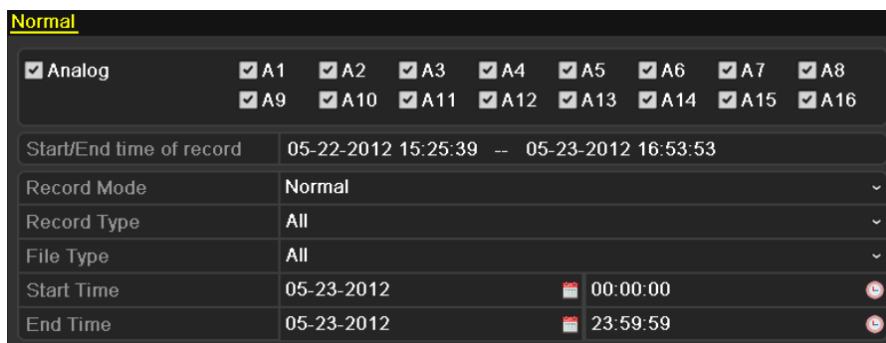 Normal
Analog A1 A2 A3 A4 A5 A6 A7 A8
A9 A10 A11 A12 A13 A14 A15 A16
Start/End time of record 05-22-2012 15:25:39 -- 05-23-2012 16:53:53
Record Mode Normal
Record Type All
File Type All
Start Time 05-23-2012 00:00:00
End Time 05-23-2012 23:59:59